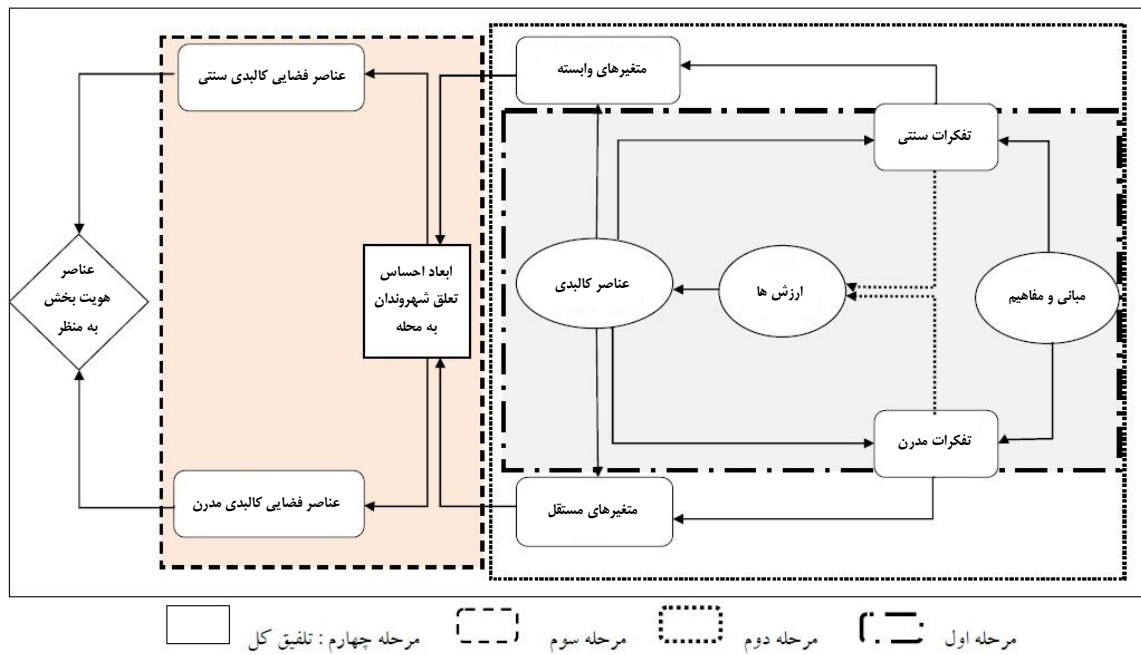 متغیرهای وابسته
عناصر فضایی کالبدی سنتی
تفکرات سنتی
مبانی و مفاهیم
ارزش ها
عناصر کالبدی
ابعاد احساس
تعلق شهروندان
به محله
عناصر
هویت بخش
به منظر
تفکرات مدرن
متغیرهای مستقل
عناصر فضایی کالبدی مدرن
مرحله اول
مرحله دوم
مرحله سوم
مرحله چهارم : تلفیق کل